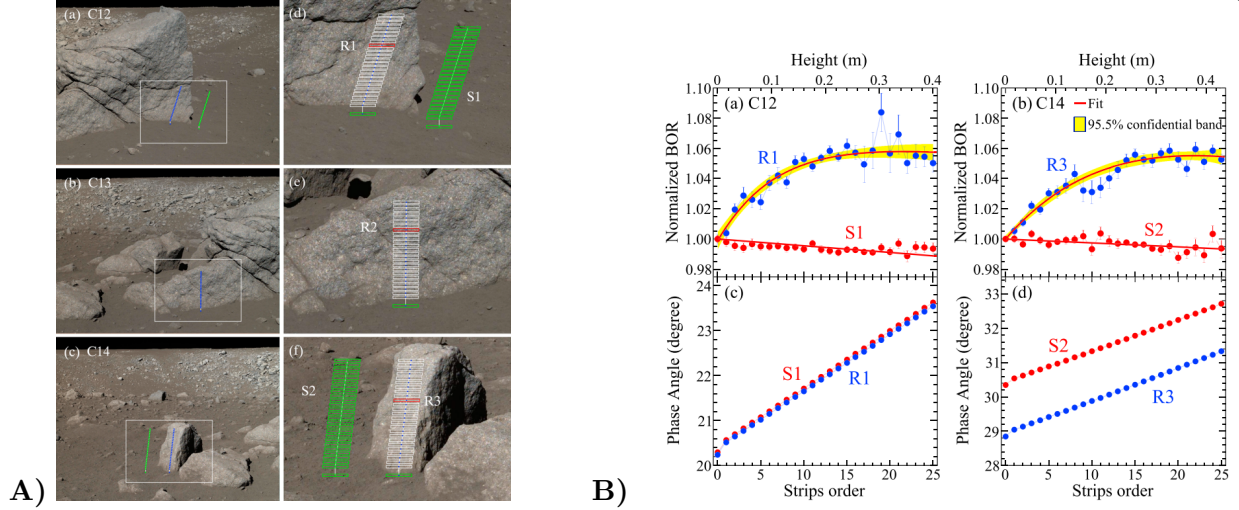 A)
(a) C12
(d)
R1
S1
(b) C13
(e)
R2
(c) C14
(f)
S2
R3
B)
Height (m)
0 0.1 0.2 0.3 0.4
Height (m)
0 0.1 0.2 0.3 0.4
Normalized BOR
1.10
1.08
1.06
1.04
1.02
1.00
0.98
(a) C12
R1
S1
Normalized BOR
1.10
1.08
1.06
1.04
1.02
1.00
0.98
(b) C14
Fit
95.5% confidential band
R3
S2
Phase Angle (degree)
24
23
22
21
20
(c)
S1
R1
0 5 10 15 20 25
Strips order
Phase Angle (degree)
33
32
31
30
29
28
(d)
S2
R3
0 5 10 15 20 25
Strips order